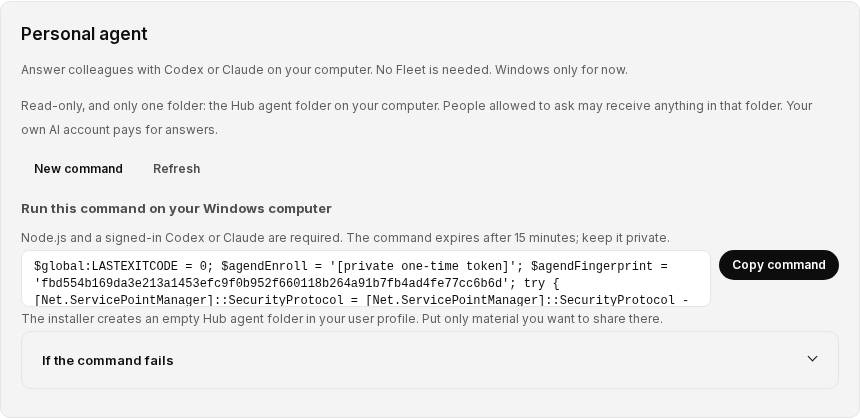 Personal agent
Answer colleagues with Codex or Claude on your computer. No Fleet is needed. Windows only for now.
Read-only, and only one folder: the Hub agent folder on your computer. People allowed to ask may receive anything in that folder. Your
own AI account pays for answers.
New command
Refresh
Run this command on your Windows computer
Node.js and a signed-in Codex or Claude are required. The command expires after 15 minutes; keep it private.
$global:LASTEXITCODE = 0; $agendEnroll = '[private one-time token]'; $agendFingerprint =
'fbd554b169da3e213a1453efc9f0b952f660118b264a91b7fb4ad4fe77cc6b6d'; try {
[Net.ServicePointManager]::SecurityProtocol = [Net.ServicePointManager]::SecurityProtocol -
Copy command
The installer creates an empty Hub agent folder in your user profile. Put only material you want to share there.
If the command fails